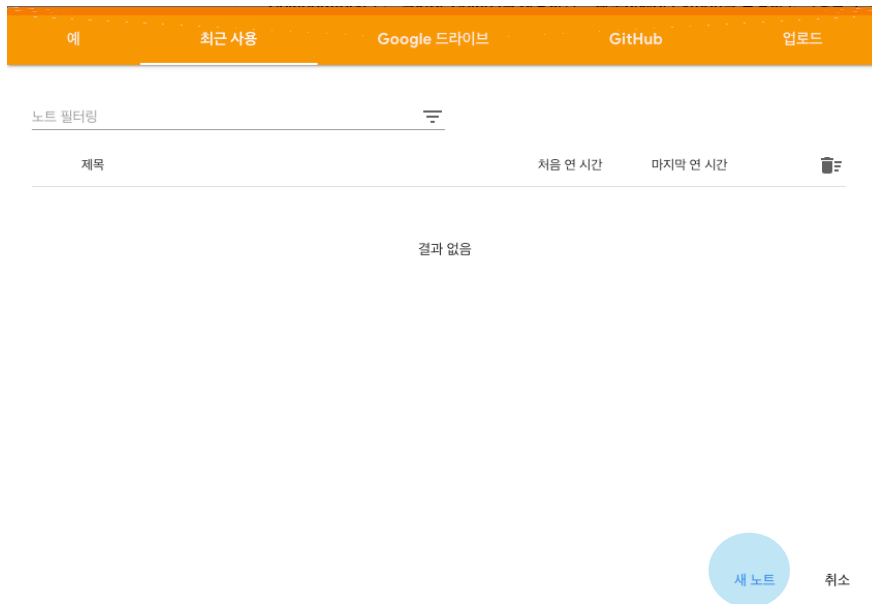 예 최근 사용 Google 드라이브 GitHub 업로드
노트 필터링
제목 처음 연 시간 마지막 연 시간
결과 없음
새 노트 취소